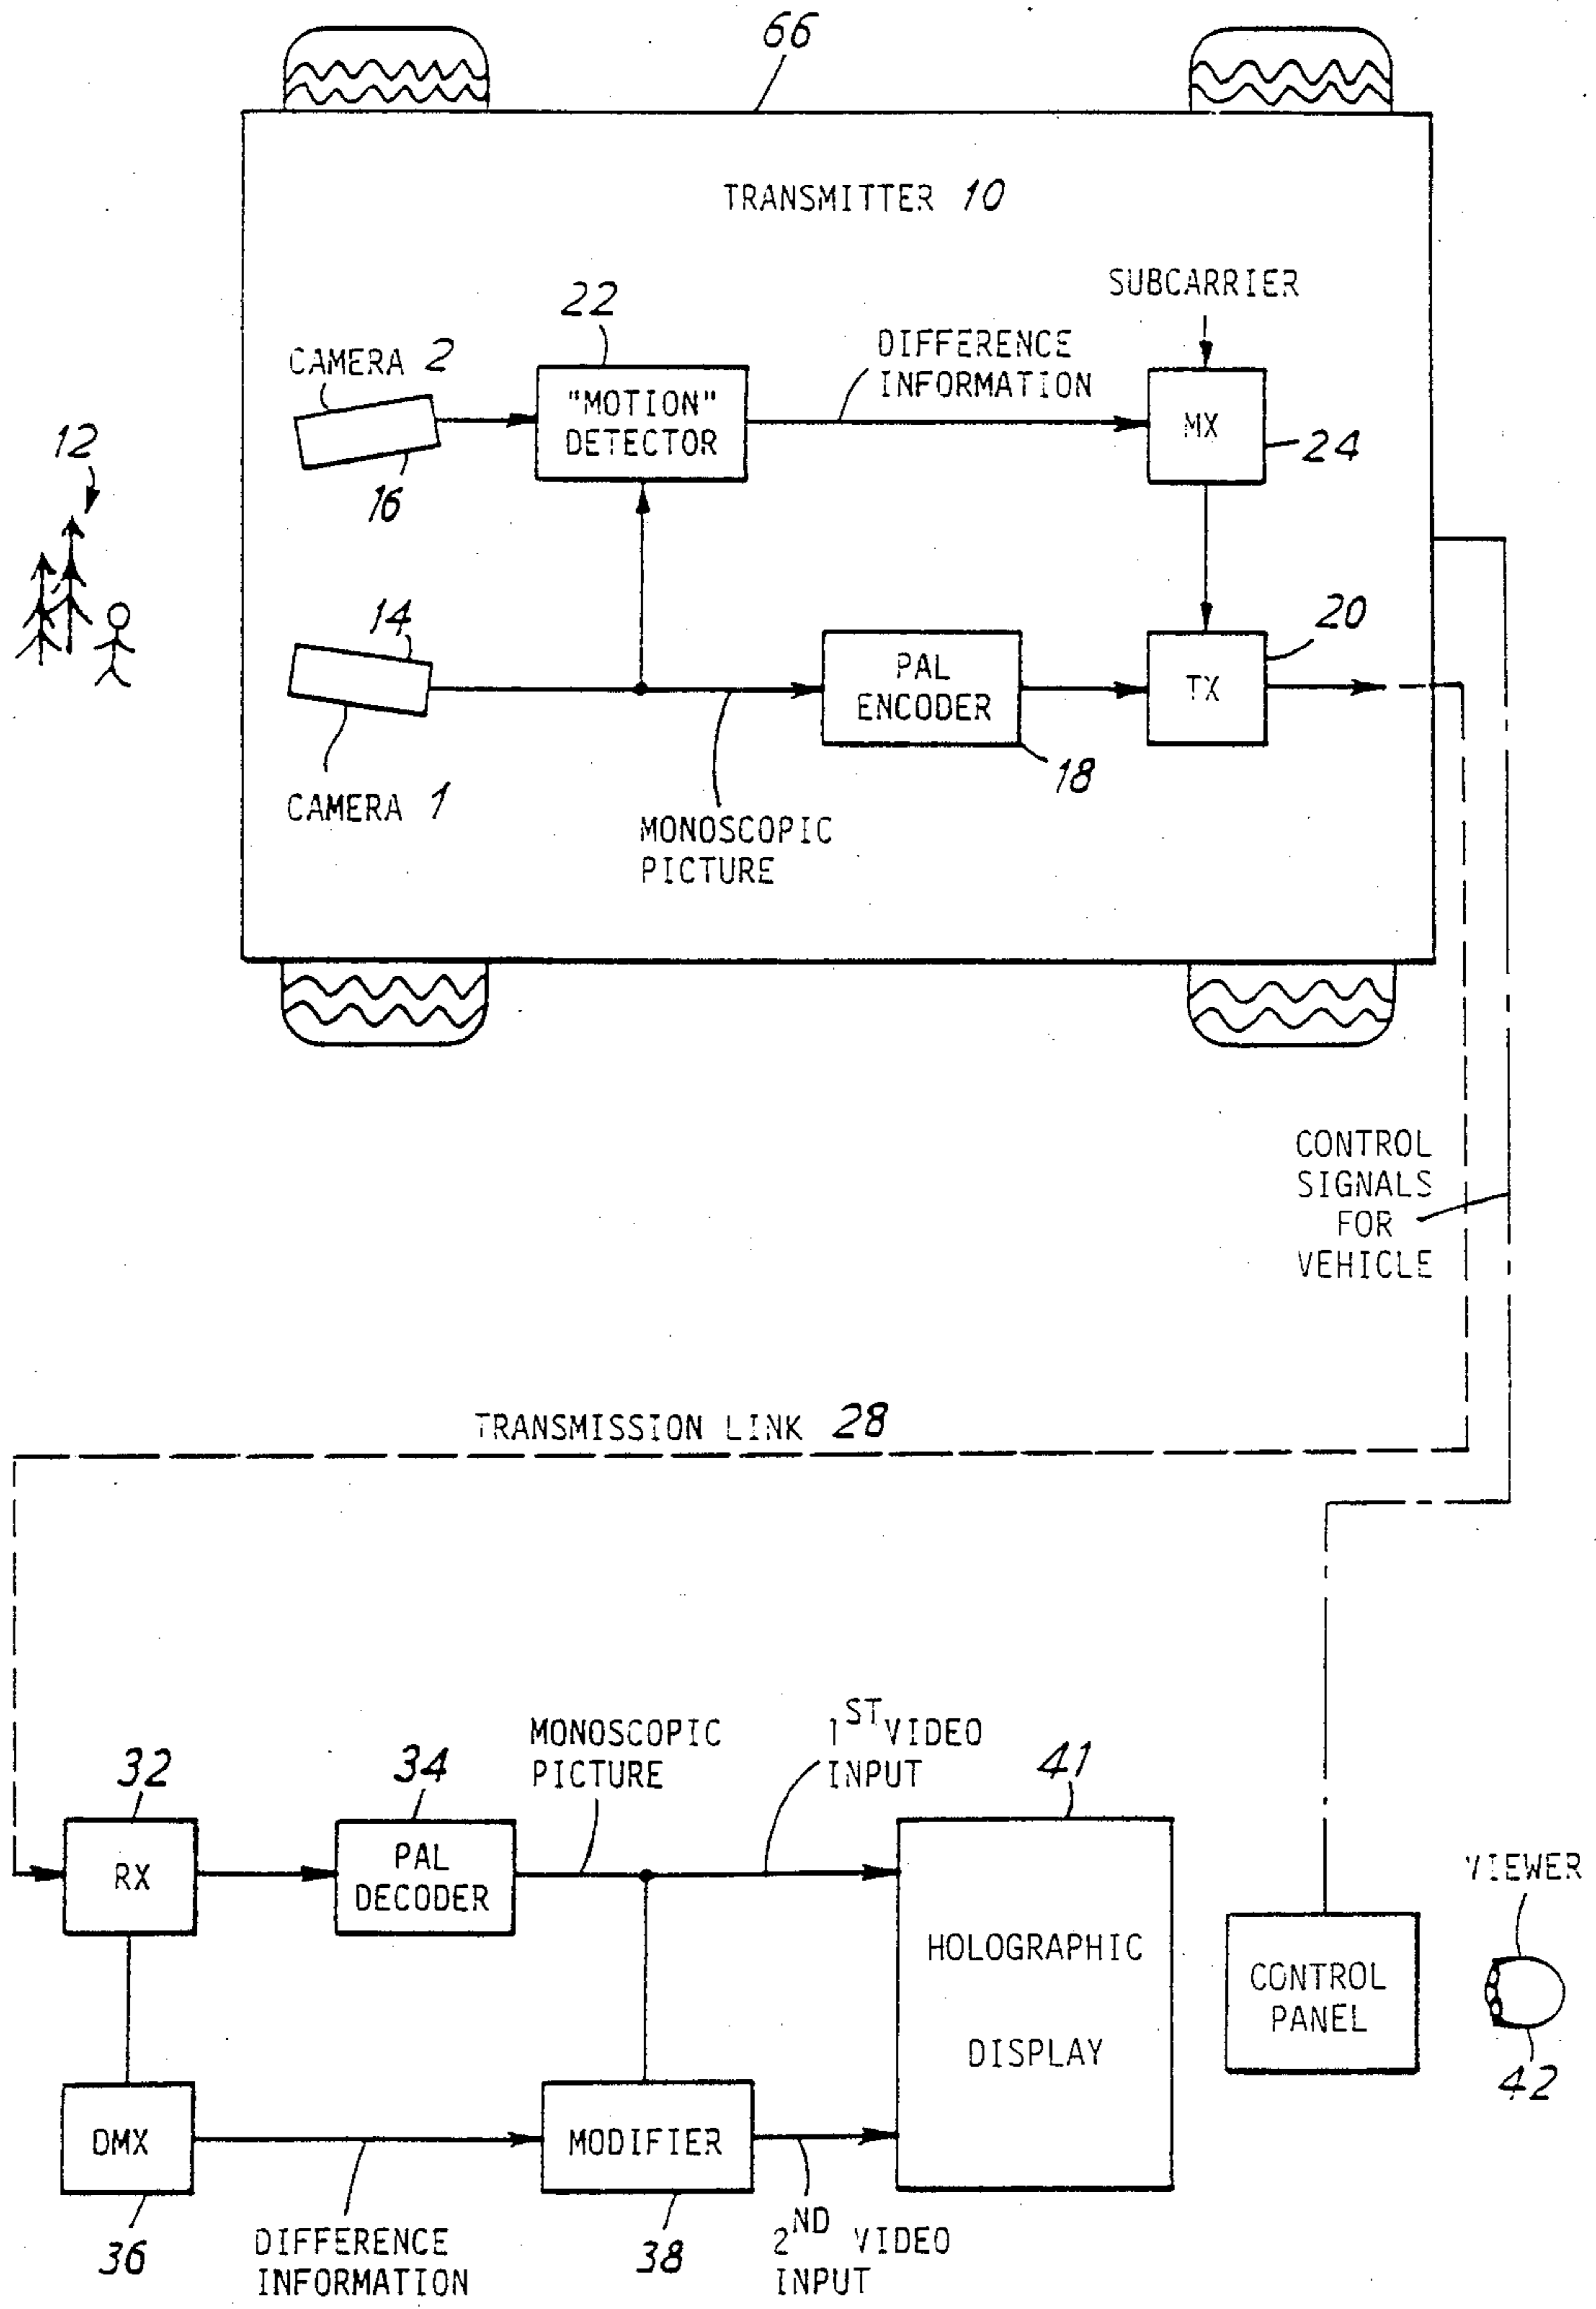 66
TRANSMITTER 10
SUBCARRIER
22
DIFFERENCE
INFORMATION
CAMERA 2
"MOTION"
DETECTOR
MX
24
12
16
14
20
PAL
ENCODER
TX
18
CAMERA 1
MONOSCOPIC
PICTURE
CONTROL
SIGNALS
FOR
VEHICLE
TRANSMISSION LINK 28
MONOSCOPIC
PICTURE
1ST VIDEO
INPUT
32
34
41
RX
PAL
DECODER
VIEWER
HOLOGRAPHIC
DISPLAY
CONTROL
PANEL
42
DMX
MODIFIER
36
DIFFERENCE
INFORMATION
38
2ND VIDEO
INPUT